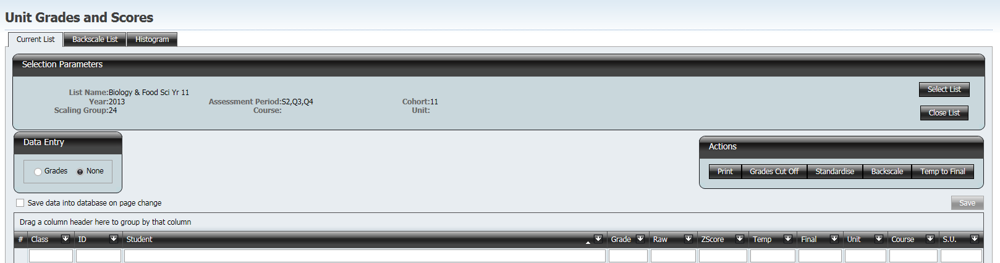 Unit Grades and Scores
Current List Backscale List Histogram
Selection Parameters
List Name:Biology & Food Sci Yr 11
Year:2013 Assessment Period:S2,Q3,Q4 Cohort:11
Scaling Group:24 Course: Unit:
Select List
Close List
Data Entry
Grades None
Actions
Print Grades Cut Off Standardise Backscale Temp to Final
Save data into database on page change
Save
Drag a column header here to group by that column
# Class ID Student Grade Raw ZScore Temp Final Unit Course S.U.